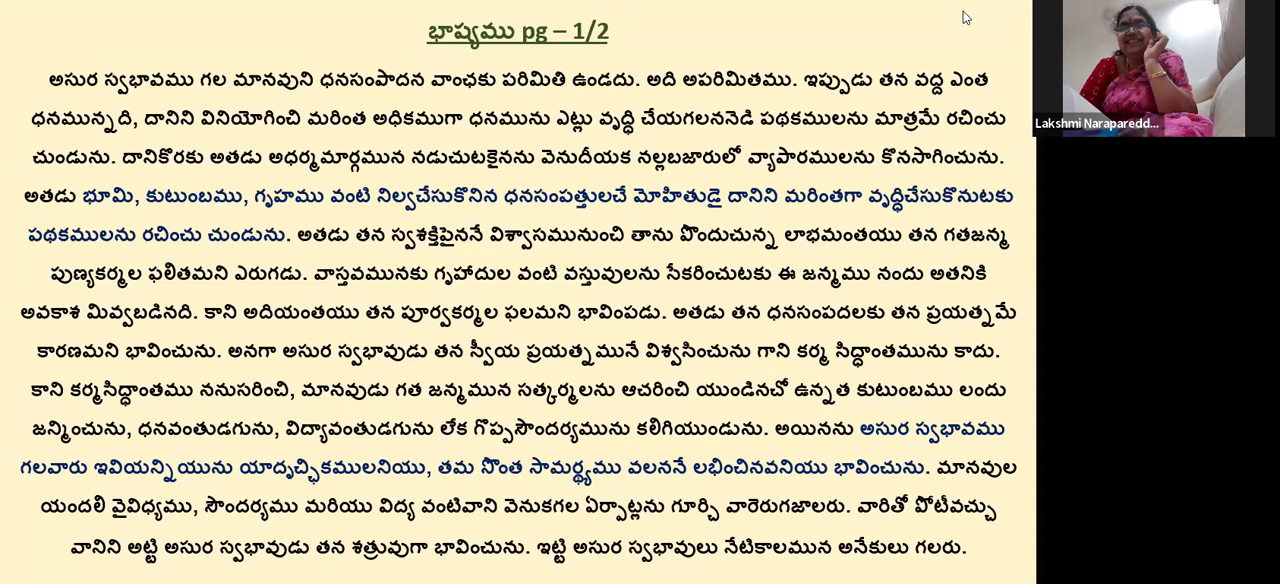 భాష్యము pg – 1/2
అసుర స్వభావము గల మానవుని ధనసంపాదన వాంఛకు పరిమితి ఉండదు. అది అపరిమితము. ఇప్పుడు తన వద్ద ఎంత
ధనమున్నది, దానిని వినియోగించి మరింత అధికముగా ధనమును ఎట్లు వృద్ధి చేయగలననెడి పథకములను మాత్రమే రచించు
చుండును. దానికొరకు అతడు అధర్మమార్గమున నడుచుటకైనను వెనుదీయక నల్లబజారులో వ్యాపారములను కొనసాగించును.
అతడు భూమి, కుటుంబము, గృహము వంటి నిల్వచేసుకొనిన ధనసంపత్తులచే మోహితుడై దానిని మరింతగా వృద్ధిచేసుకొనుటకు
పథకములను రచించు చుండును. అతడు తన స్వశక్తిపైననే విశ్వాసమునుంచి తాను పొందుచున్న లాభమంతయు తన గతజన్మ
పుణ్యకర్మల ఫలితమని ఎరుగడు. వాస్తవమునకు గృహాదుల వంటి వస్తువులను సేకరించుటకు ఈ జన్మము నందు అతనికి
అవకాశ మివ్వబడినది. కాని అదియంతయు తన పూర్వకర్మల ఫలమని భావింపడు. అతడు తన ధనసంపదలకు తన ప్రయత్నమే
కారణమని భావించును. అనగా అసుర స్వభావుడు తన స్వీయ ప్రయత్నమునే విశ్వసించును గాని కర్మ సిద్ధాంతమును కాదు.
కాని కర్మసిద్ధాంతము ననుసరించి, మానవుడు గత జన్మమున సత్కర్మలను ఆచరించి యుండినచో ఉన్నత కుటుంబము లందు
జన్మించును, ధనవంతుడగును, విద్యావంతుడగును లేక గొప్పసౌందర్యమును కలిగియుండును. అయినను అసుర స్వభావము
గలవారు ఇవియన్నియును యాదృచ్ఛికములనియు, తమ సొంత సామర్థ్యము వలననే లభించినవనియు భావించును. మానవుల
యందలి వైవిధ్యము, సౌందర్యము మరియు విద్య వంటివాని వెనుకగల ఏర్పాట్లను గూర్చి వారెరుగజాలరు. వారితో పోటీవచ్చు
వానిని అట్టి అసుర స్వభావుడు తన శత్రువుగా భావించును. ఇట్టి అసుర స్వభావులు నేటికాలమున అనేకులు గలరు.
Lakshmi Naraparedd...